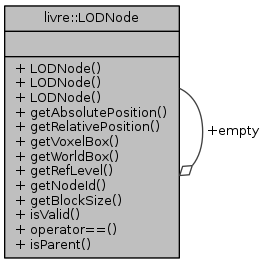 livre::LODNode
+ LODNode()
+ LODNode()
+ LODNode()
+ getAbsolutePosition()
+ getRelativePosition()
+ getVoxelBox()
+ getWorldBox()
+ getRefLevel()
+ getNodeId()
+ getBlockSize()
+ isValid()
+ operator==()
+ isParent()
+empty